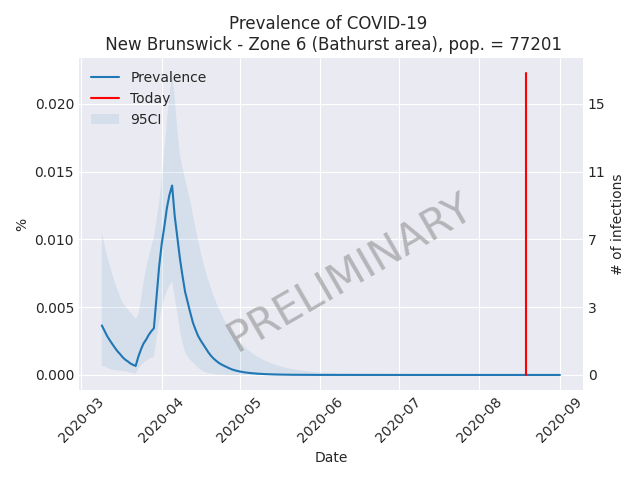 Prevalence of COVID-19
New Brunswick - Zone 6 (Bathurst area), pop. = 77201
Prevalence
Today
95CI
0.020
0.015
0.010
0.005
0.000
%
15
11
7
3
0
# of infections
PRELIMINARY
2020-03
2020-04
2020-05
2020-06
2020-07
2020-08
2020-09
Date